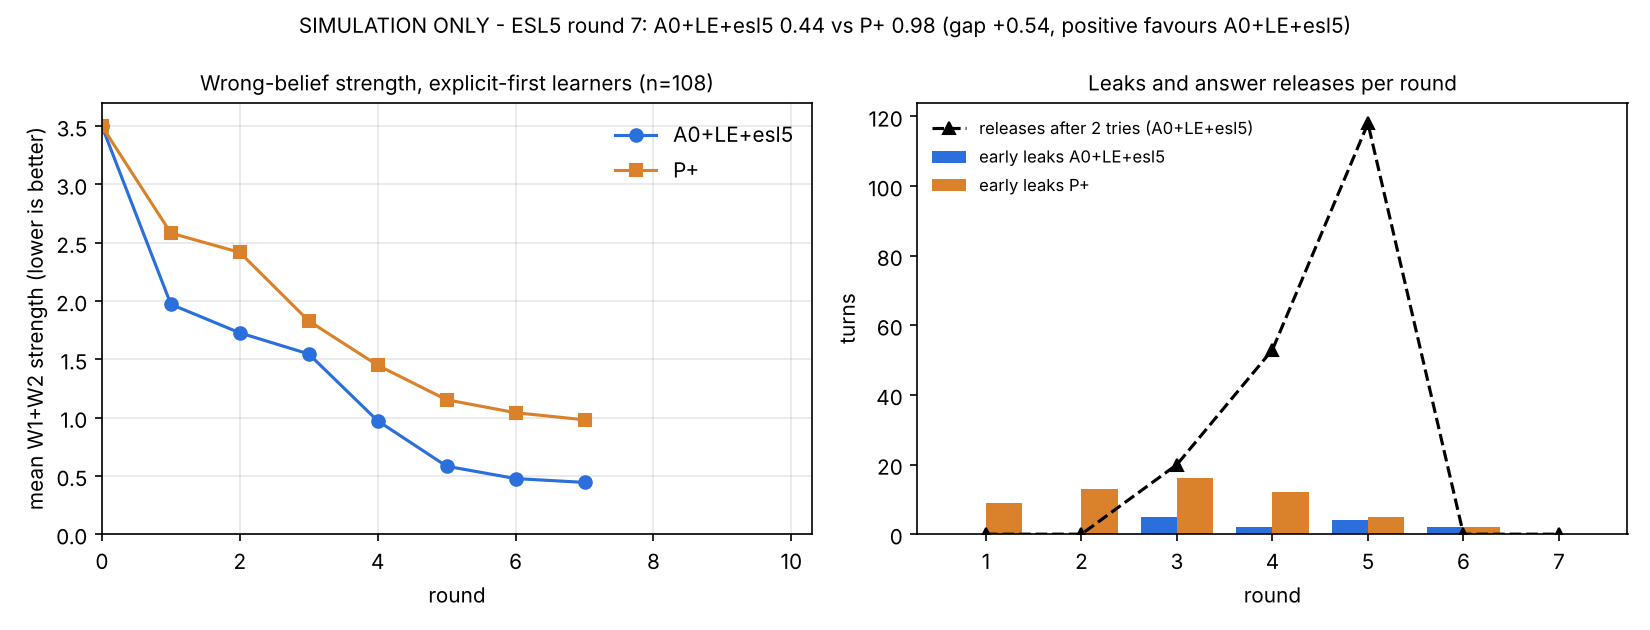 SIMULATION ONLY - ESL5 round 7: A0+LE+esl5 0.44 vs P+ 0.98 (gap +0.54, positive favours A0+LE+esl5)
Wrong-belief strength, explicit-first learners (n=108)
mean W1+W2 strength (lower is better)
3.5
3.0
2.5
2.0
1.5
1.0
0.5
0.0
A0+LE+esl5
P+
0 2 4 6 8 10
round
Leaks and answer releases per round
turns
120
100
80
60
40
20
0
releases after 2 tries (A0+LE+esl5)
early leaks A0+LE+esl5
early leaks P+
1 2 3 4 5 6 7
round